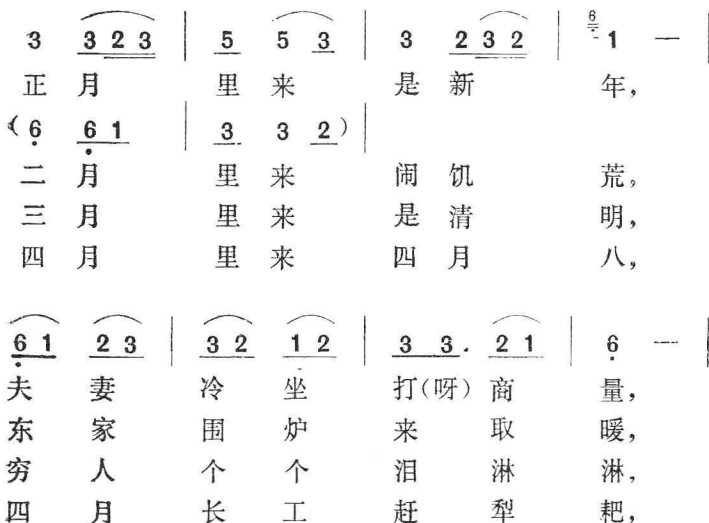 3 3 2 3 | 5 5 3 | 3 2 3 2 | 6 1 — |
正 月 里 来 是 新 年，
(6 6 1 | 3 3 2) |
二 月 里 来 闹 饥 荒，
三 月 里 来 是 清 明，
四 月 里 来 四 月 八，
6 1 2 3 | 3 2 1 2 | 3 3. 2 1 | 6 — |
夫 妻 冷 坐 打(呀) 商 量，
东 家 围 炉 来 取 暖，
穷 人 个 个 泪 淋 淋，
四 月 长 工 赶 犁 耙，